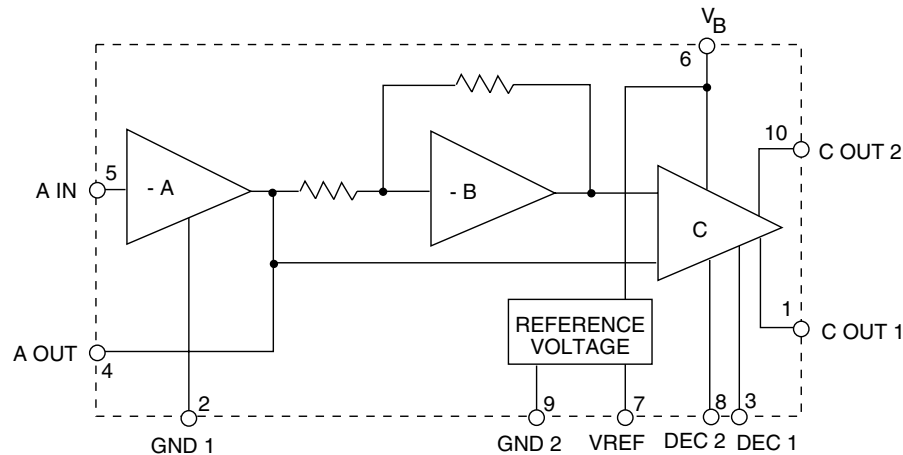 V
B
6
10
C OUT 2
5
A IN
- A
- B
C
REFERENCE
VOLTAGE
1
C OUT 1
A OUT
4
2
9
7
8
3
GND 1
GND 2
VREF
DEC 2
DEC 1